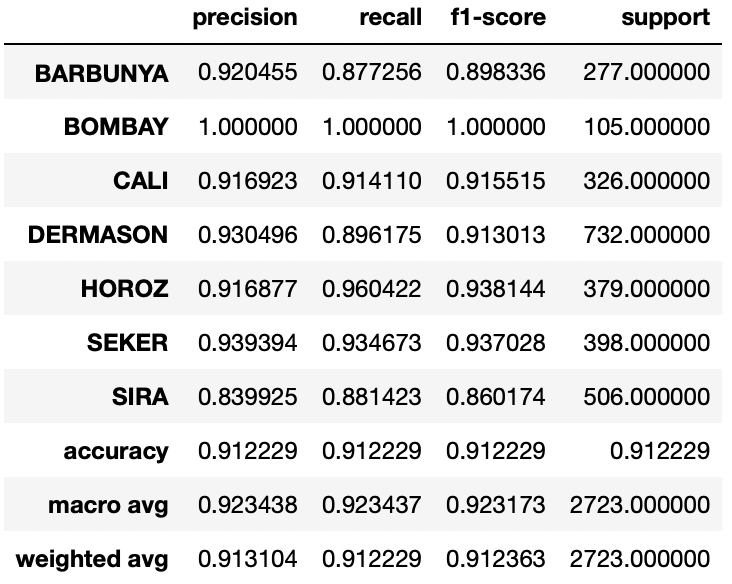 precision recall f1-score support
BARBUNYA 0.920455 0.877256 0.898336 277.000000
BOMBAY 1.000000 1.000000 1.000000 105.000000
CALI 0.916923 0.914110 0.915515 326.000000
DERMASON 0.930496 0.896175 0.913013 732.000000
HOROZ 0.916877 0.960422 0.938144 379.000000
SEKER 0.939394 0.934673 0.937028 398.000000
SIRA 0.839925 0.881423 0.860174 506.000000
accuracy 0.912229 0.912229 0.912229 0.912229
macro avg 0.923438 0.923437 0.923173 2723.000000
weighted avg 0.913104 0.912229 0.912363 2723.000000